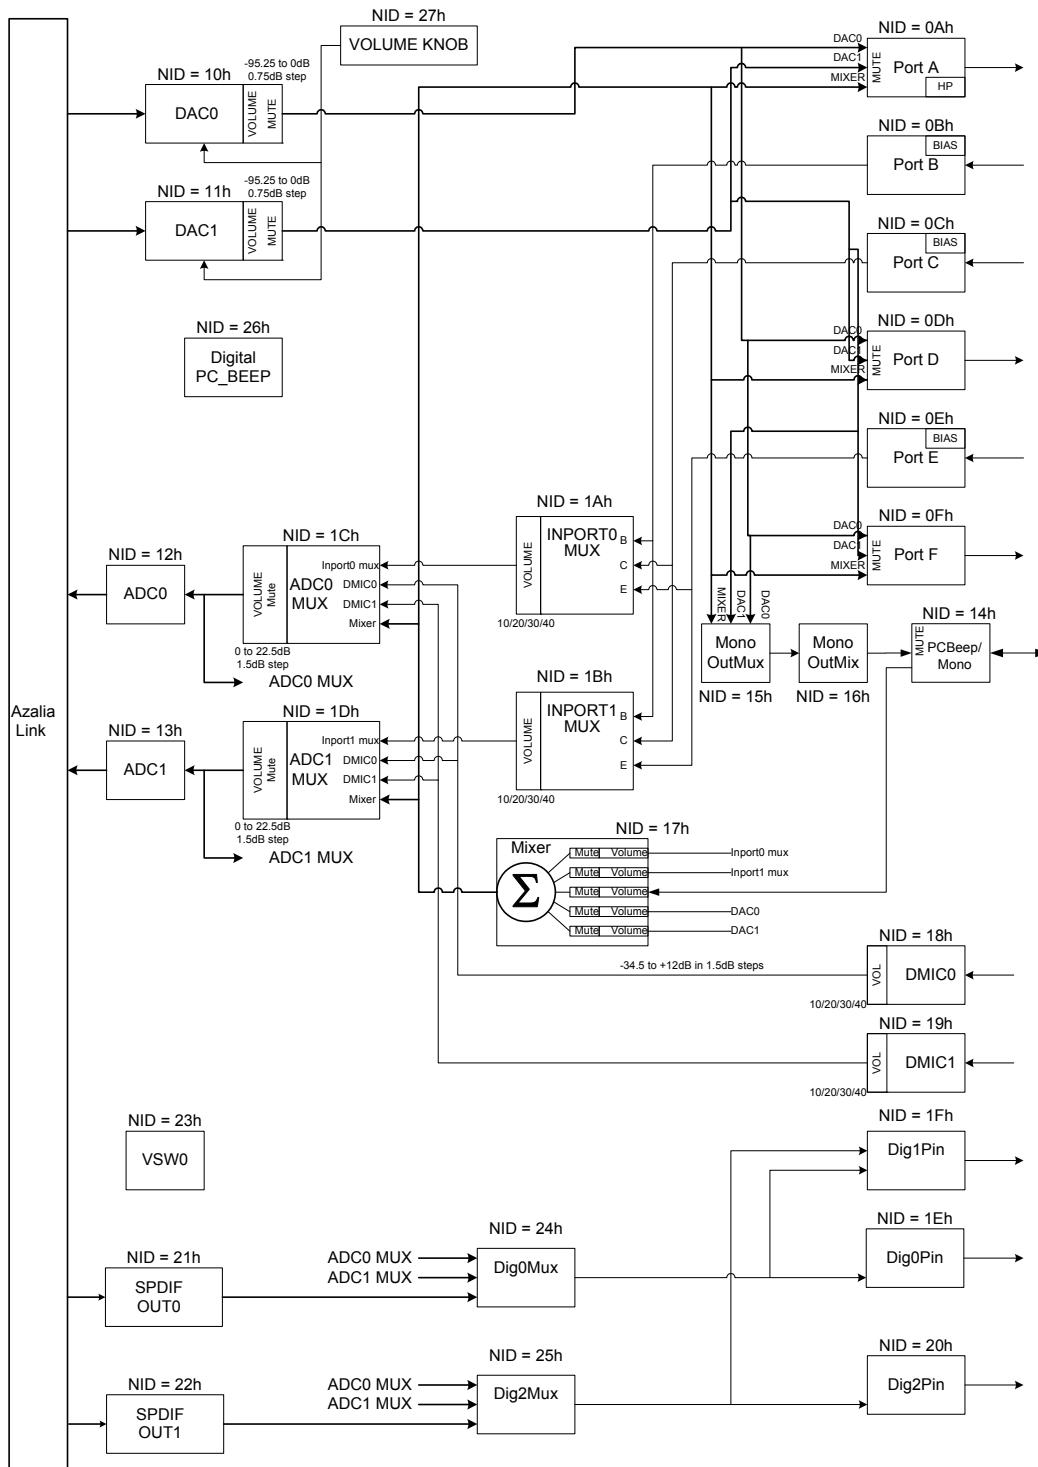 NID = 27h
VOLUME KNOB
NID = 0Ah
DAC0
DAC1
MIXER
MUTE
Port A
HP
NID = 10h
-95.25 to 0dB
0.75dB step
DAC0
VOLUME
MUTE
NID = 0Bh
BIAS
Port B
NID = 11h
-95.25 to 0dB
0.75dB step
DAC1
VOLUME
MUTE
NID = 0Ch
BIAS
Port C
NID = 26h
Digital
PC_BEEP
NID = 0Dh
DAC0
DAC1
MIXER
MUTE
Port D
NID = 0Eh
BIAS
Port E
NID = 1Ah
VOLUME
INPORT0
MUX
B
C
E
10/20/30/40
NID = 0Fh
DAC0
DAC1
MIXER
MUTE
Port F
NID = 12h
ADC0
NID = 1Ch
VOLUME
Mute
ADC0
MUX
Inport0 mux
DMIC0
DMIC1
Mixer
0 to 22.5dB
1.5dB step
ADC0 MUX
MIXER
DAC1
DAC0
Mono
OutMux
NID = 15h
Mono
OutMix
NID = 16h
NID = 14h
MUTE
PCBeep/
Mono
Azalia
Link
NID = 13h
ADC1
NID = 1Dh
VOLUME
Mute
ADC1
MUX
Inport1 mux
DMIC0
DMIC1
Mixer
0 to 22.5dB
1.5dB step
ADC1 MUX
NID = 1Bh
VOLUME
INPORT1
MUX
B
C
E
10/20/30/40
NID = 17h
Mixer
Σ
Mute Volume Inport0 mux
Mute Volume Inport1 mux
Mute Volume
Mute Volume DAC0
Mute Volume DAC1
-34.5 to +12dB in 1.5dB steps
NID = 18h
VOL
DMIC0
10/20/30/40
NID = 19h
VOL
DMIC1
10/20/30/40
NID = 23h
VSW0
NID = 1Fh
Dig1Pin
NID = 1Eh
Dig0Pin
NID = 21h
SPDIF
OUT0
ADC0 MUX
ADC1 MUX
NID = 24h
Dig0Mux
NID = 22h
SPDIF
OUT1
ADC0 MUX
ADC1 MUX
NID = 25h
Dig2Mux
NID = 20h
Dig2Pin